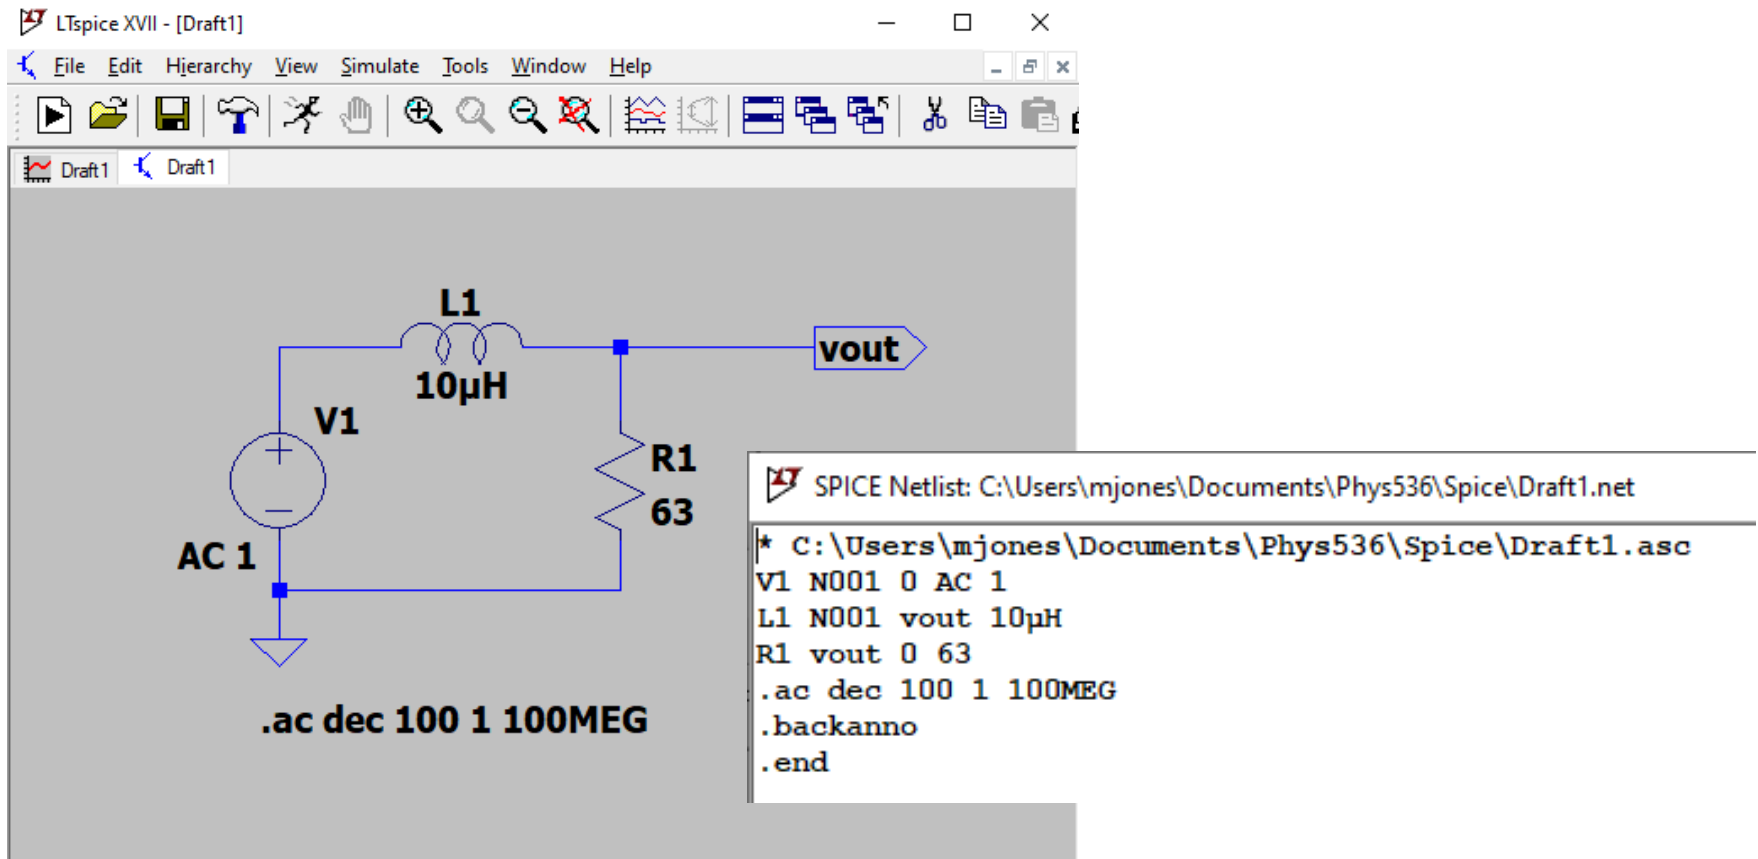 LTspice XVII - [Draft1]
File Edit Hierarchy View Simulate Tools Window Help
Draft1 Draft1
L1
10µH
vout
V1
R1
63
AC 1
.ac dec 100 1 100MEG
SPICE Netlist: C:\Users\mjones\Documents\Phys536\Spice\Draft1.net
* C:\Users\mjones\Documents\Phys536\Spice\Draft1.asc
V1 N001 0 AC 1
L1 N001 vout 10µH
R1 vout 0 63
.ac dec 100 1 100MEG
.backanno
.end